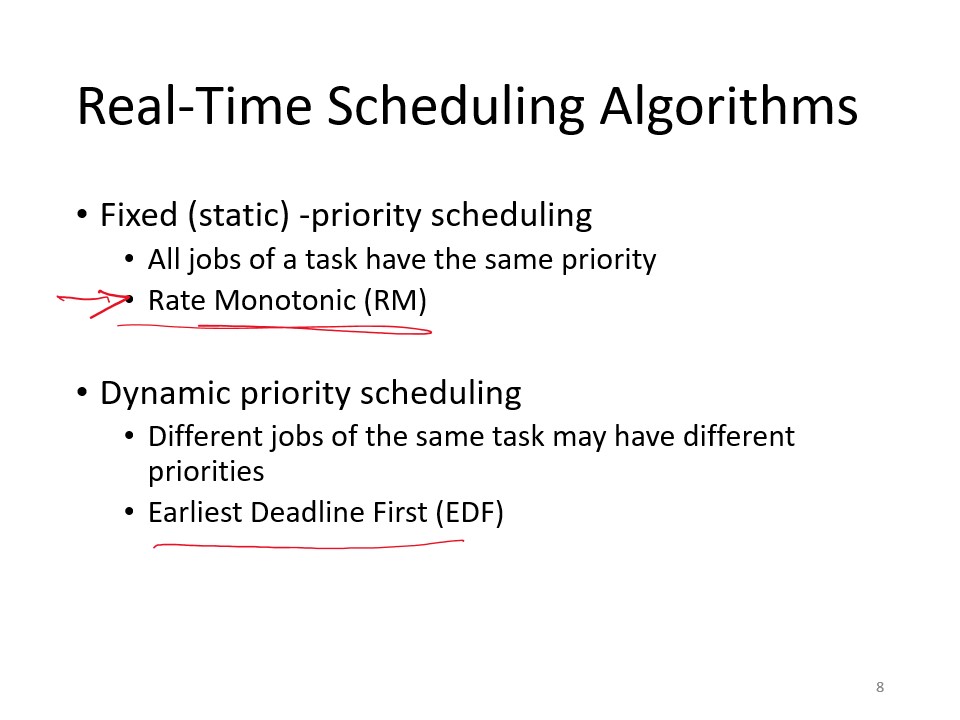 Real-Time Scheduling Algorithms
• Fixed (static) -priority scheduling
• All jobs of a task have the same priority
• Rate Monotonic (RM)
• Dynamic priority scheduling
• Different jobs of the same task may have different
priorities
• Earliest Deadline First (EDF)
8